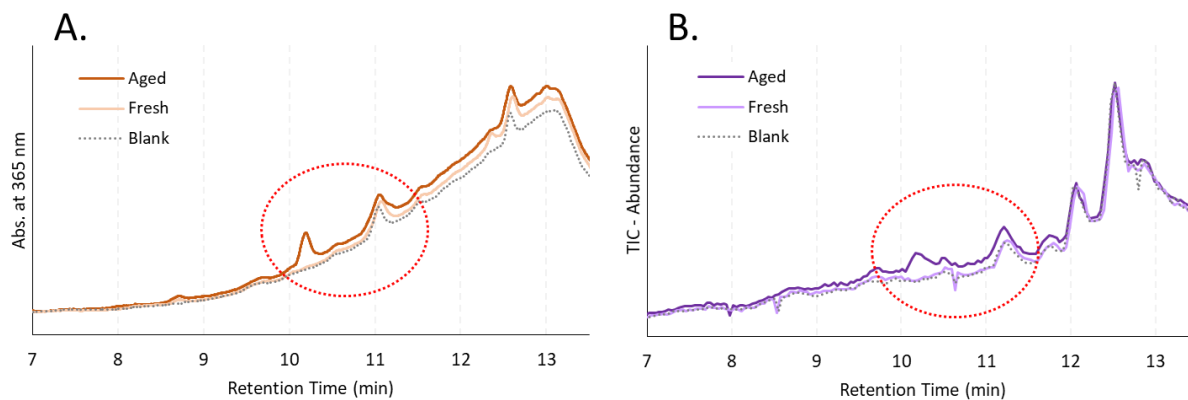 A.
Aged
Fresh
Blank
Abs. at 365 nm
7 8 9 10 11 12 13
Retention Time (min)
B.
Aged
Fresh
Blank
TIC - Abundance
7 8 9 10 11 12 13
Retention Time (min)